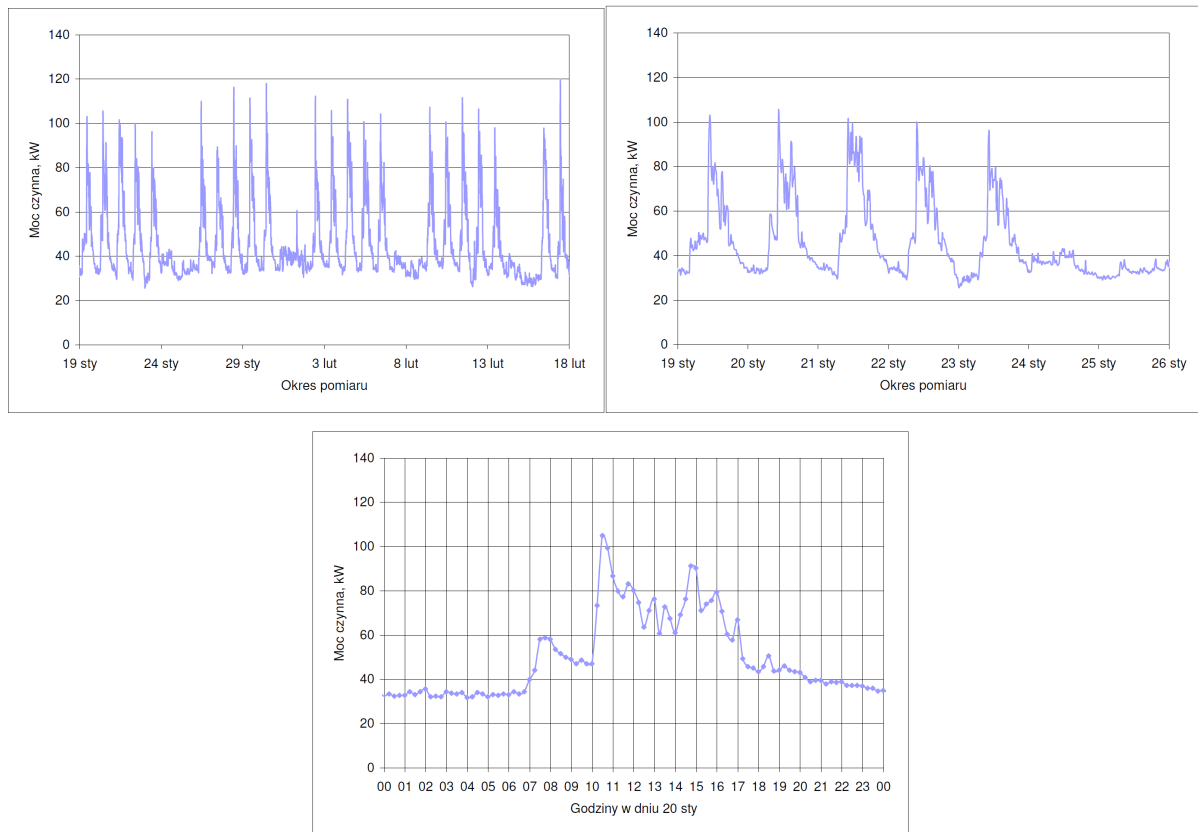 140
120
100
80
60
40
20
0
Moc czynna, kW
19 sty 24 sty 29 sty 3 lut 8 lut 13 lut 18 lut
Okres pomiaru
140
120
100
80
60
40
20
0
Moc czynna, kW
19 sty 20 sty 21 sty 22 sty 23 sty 24 sty 25 sty 26 sty
Okres pomiaru
140
120
100
80
60
40
20
0
Moc czynna, kW
00 01 02 03 04 05 06 07 08 09 10 11 12 13 14 15 16 17 18 19 20 21 22 23 00
Godziny w dniu 20 sty